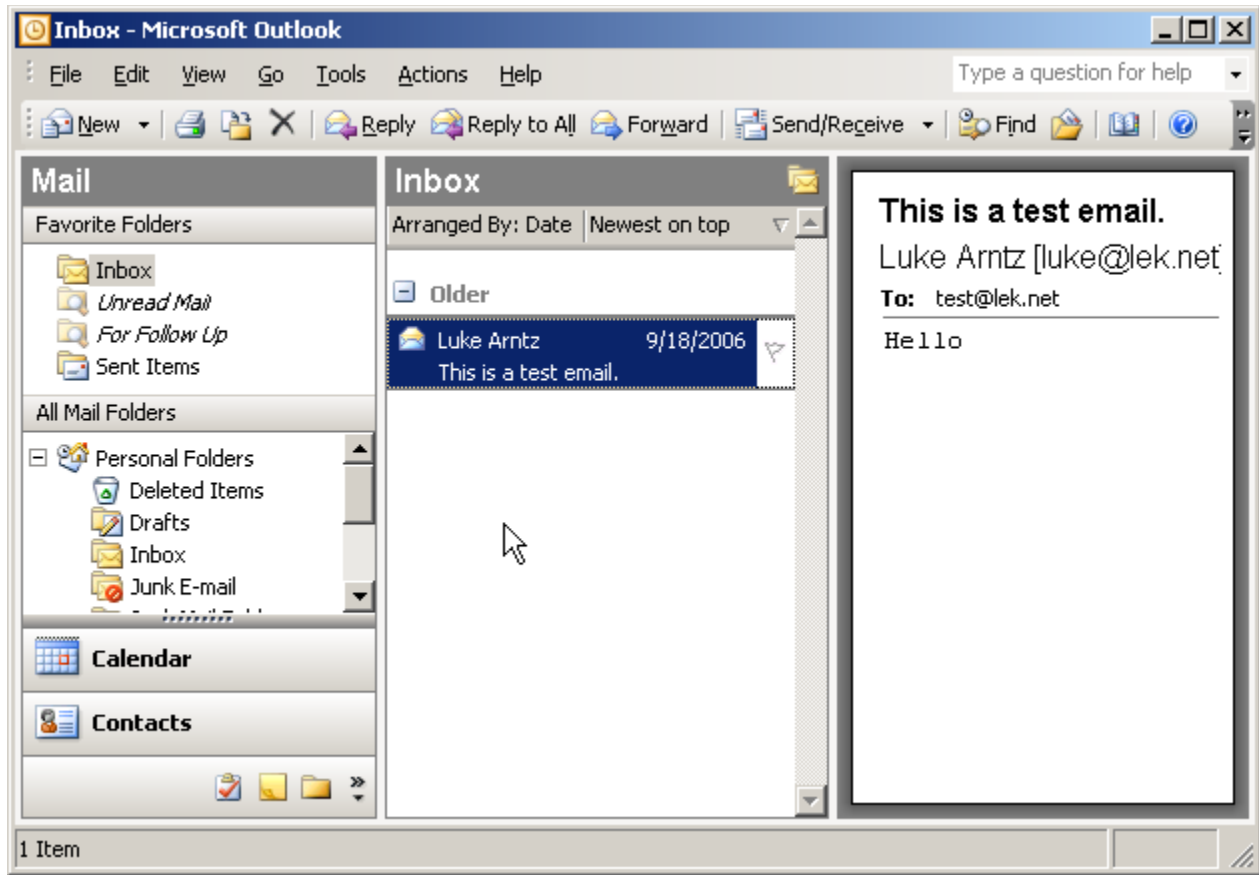 Inbox - Microsoft Outlook
File Edit View Go Tools Actions Help Type a question for help
New Reply Reply to All Forward Send/Receive Find
Mail
Favorite Folders
Inbox
Unread Mail
For Follow Up
Sent Items
All Mail Folders
Personal Folders
Deleted Items
Drafts
Inbox
Junk E-mail
Calendar
Contacts
Inbox
Arranged By: Date Newest on top
Older
Luke Arntz 9/18/2006
This is a test email.
This is a test email.
Luke Arntz [luke@lek.net]
To: test@lek.net
Hello
1 Item